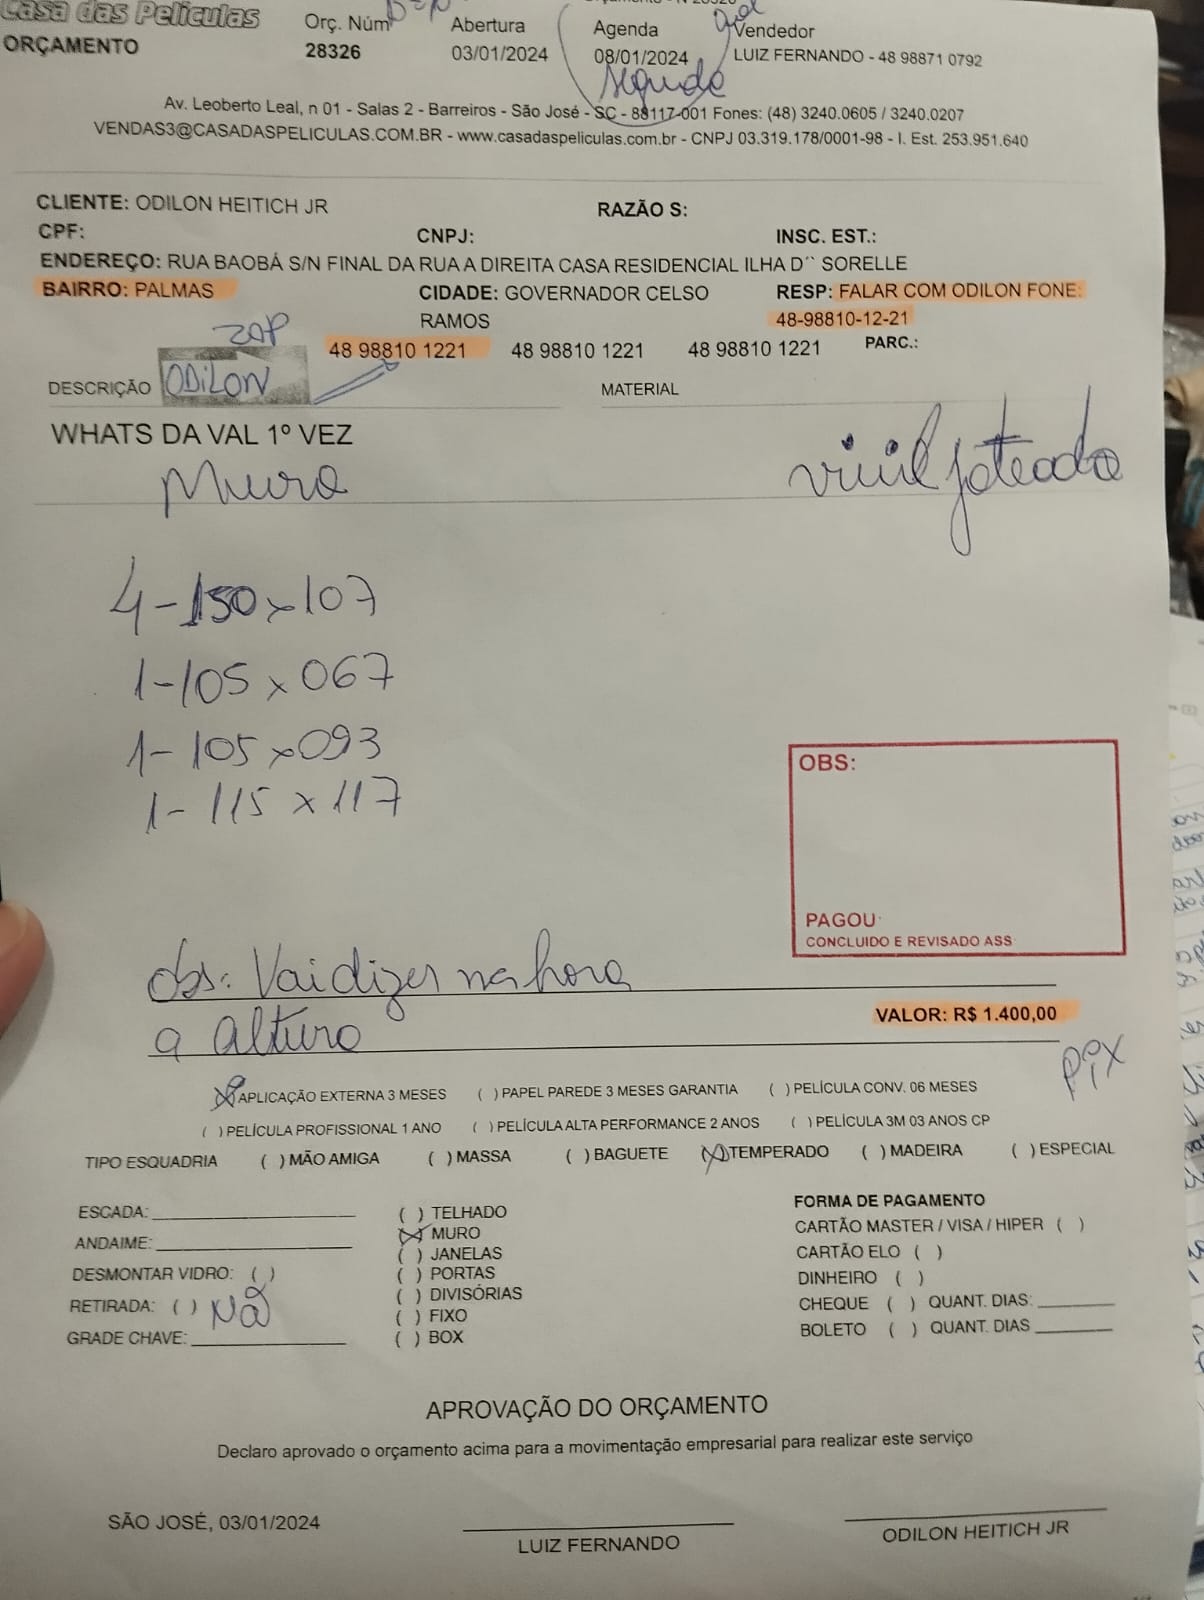 Casa das Películas
ORÇAMENTO
Orç. Núm
28326
Abertura
03/01/2024
Agenda
08/01/2024
Segunda
Vendedor
LUIZ FERNANDO - 48 98871 0792
Av. Leoberto Leal, n 01 - Salas 2 - Barreiros - São José - SC - 88117-001 Fones: (48) 3240.0605 / 3240.0207
VENDAS3@CASADASPELICULAS.COM.BR - www.casadaspeliculas.com.br - CNPJ 03.319.178/0001-98 - I. Est. 253.951.640
CLIENTE: ODILON HEITICH JR
RAZÃO S:
CPF:
CNPJ:
INSC. EST.:
ENDEREÇO: RUA BAOBÁ S/N FINAL DA RUA A DIREITA CASA RESIDENCIAL ILHA D´´ SORELLE
BAIRRO: PALMAS
CIDADE: GOVERNADOR CELSO
RAMOS
RESP: FALAR COM ODILON FONE:
48-98810-12-21
ZAP
48 98810 1221
48 98810 1221
48 98810 1221
PARC.:
DESCRIÇÃO
ODILON
MATERIAL
WHATS DA VAL 1º VEZ
Muro
vinil jateado
4-150x107
1-105x067
1-105x093
1-115x117
OBS:
PAGOU
CONCLUIDO E REVISADO ASS
obs: Vai dizer na hora
a altura
VALOR: R$ 1.400,00
Pix
(X) APLICAÇÃO EXTERNA 3 MESES ( ) PAPEL PAREDE 3 MESES GARANTIA ( ) PELÍCULA CONV. 06 MESES
( ) PELÍCULA PROFISSIONAL 1 ANO ( ) PELÍCULA ALTA PERFORMANCE 2 ANOS ( ) PELÍCULA 3M 03 ANOS CP
TIPO ESQUADRIA ( ) MÃO AMIGA ( ) MASSA ( ) BAGUETE (X) TEMPERADO ( ) MADEIRA ( ) ESPECIAL
ESCADA:
ANDAIME:
DESMONTAR VIDRO: ( )
RETIRADA: ( ) Não
GRADE CHAVE:
( ) TELHADO
(X) MURO
( ) JANELAS
( ) PORTAS
( ) DIVISÓRIAS
( ) FIXO
( ) BOX
FORMA DE PAGAMENTO
CARTÃO MASTER / VISA / HIPER ( )
CARTÃO ELO ( )
DINHEIRO ( )
CHEQUE ( ) QUANT. DIAS:
BOLETO ( ) QUANT. DIAS
APROVAÇÃO DO ORÇAMENTO
Declaro aprovado o orçamento acima para a movimentação empresarial para realizar este serviço
SÃO JOSÉ, 03/01/2024
LUIZ FERNANDO
ODILON HEITICH JR